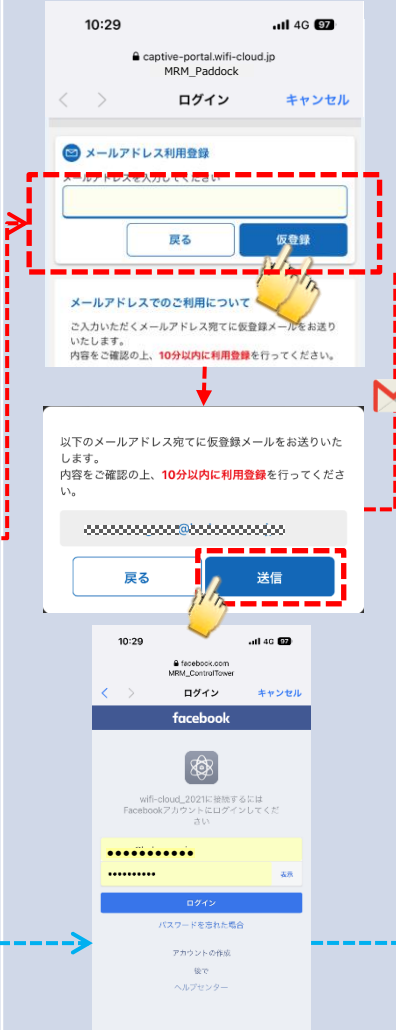 10:29
4G 97
captive-portal.wifi-cloud.jp
MRM_Paddock
ログイン
キャンセル
メールアドレス利用登録
メールアドレスを入力してください
戻る
仮登録
メールアドレスでのご利用について
ご入力いただくメールアドレス宛てに仮登録メールをお送り
いたします。
内容をご確認の上、10分以内に利用登録を行ってください。
以下のメールアドレス宛てに仮登録メールをお送りいた
します。
内容をご確認の上、10分以内に利用登録を行ってくださ
い。
@
戻る
送信
10:29
4G 97
facebook.com
MRM_ControlTower
ログイン
キャンセル
facebook
wifi-cloud_2021に接続するには
Facebookアカウントにログインしてくだ
さい
表示
ログイン
パスワードを忘れた場合
アカウントの作成
後で
ヘルプセンター